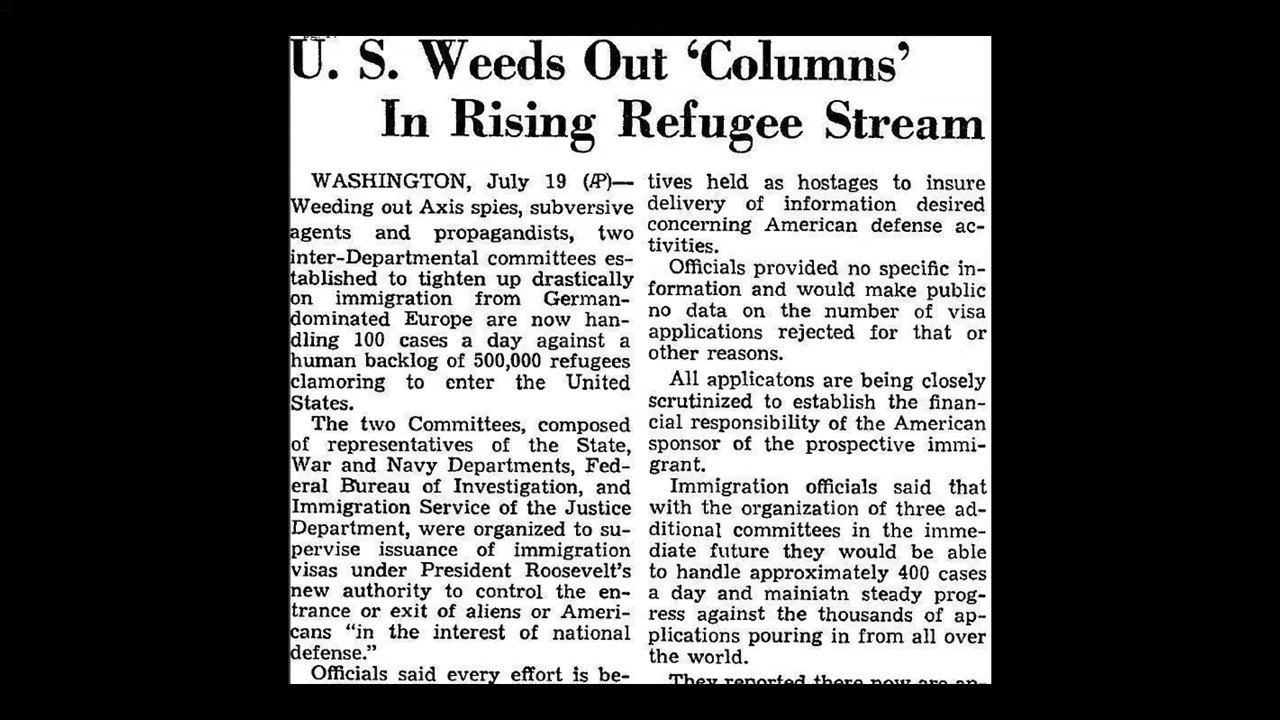 U. S. Weeds Out ‘Columns’
In Rising Refugee Stream
WASHINGTON, July 19 (AP)—
Weeding out Axis spies, subversive
agents and propagandists, two
inter-Departmental committees es-
tablished to tighten up drastically
on immigration from German-
dominated Europe are now han-
dling 100 cases a day against a
human backlog of 500,000 refugees
clamoring to enter the United
States.
The two Committees, composed
of representatives of the State,
War and Navy Departments, Fed-
eral Bureau of Investigation, and
Immigration Service of the Justice
Department, were organized to su-
pervise issuance of immigration
visas under President Roosevelt's
new authority to control the en-
trance or exit of aliens or Ameri-
cans “in the interest of national
defense.”
Officials said every effort is be-
tives held as hostages to insure
delivery of information desired
concerning American defense ac-
tivities.
Officials provided no specific in-
formation and would make public
no data on the number of visa
applications rejected for that or
other reasons.
All applicatons are being closely
scrutinized to establish the finan-
cial responsibility of the American
sponsor of the prospective immi-
grant.
Immigration officials said that
with the organization of three ad-
ditional committees in the imme-
diate future they would be able
to handle approximately 400 cases
a day and mainiatn steady prog-
ress against the thousands of ap-
plications pouring in from all over
the world.
They reported there now are an-